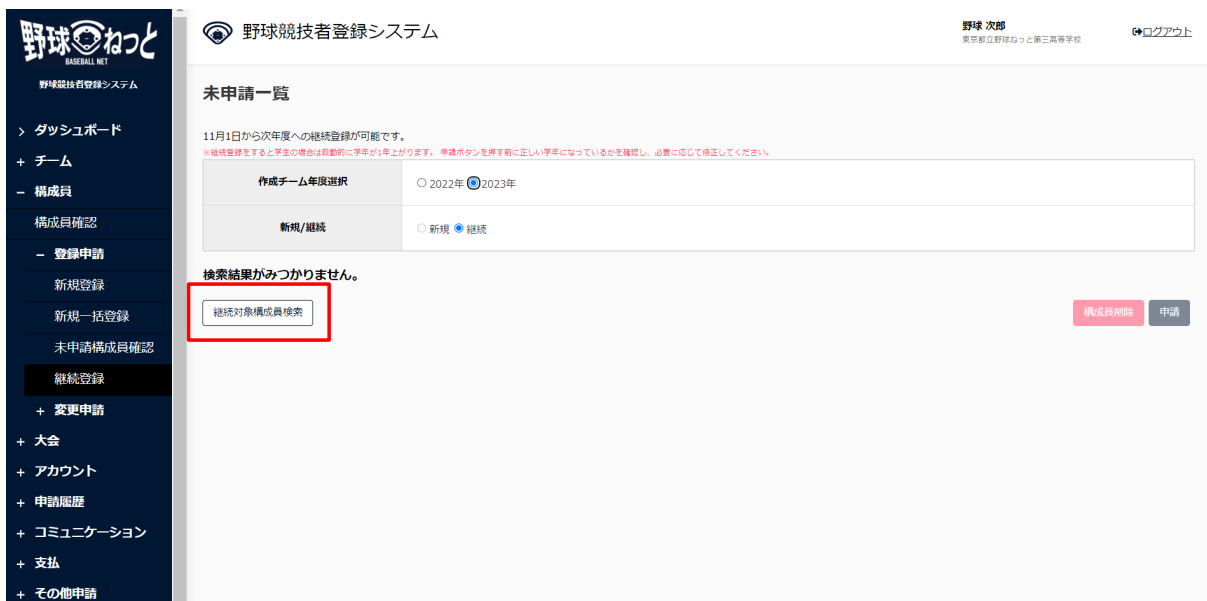 野球ねっと
BASEBALL NET
野球競技者登録システム
> ダッシュボード
+ チーム
− 構成員
構成員確認
− 登録申請
新規登録
新規一括登録
未申請構成員確認
継続登録
+ 変更申請
+ 大会
+ アカウント
+ 申請履歴
+ コミュニケーション
+ 支払
+ その他申請
野球競技者登録システム
野球 次郎
東京都立野球ねっと第三高等学校
ログアウト
未申請一覧
11月1日から次年度への継続登録が可能です。
※継続登録をすると学生の場合は自動的に学年が1年上がります。 申請ボタンを押す前に正しい学年になっているかを確認し、必要に応じて修正してください。
作成チーム年度選択 2022年 2023年
新規/継続 新規 継続
検索結果がみつかりません。
継続対象構成員検索 構成員削除 申請